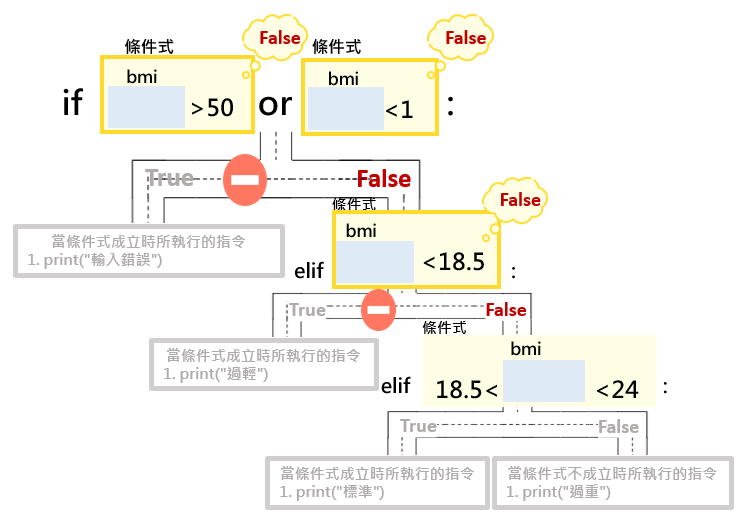 條件式 False 條件式 False
if bmi >50 or bmi <1 :
True False
當條件式成立時所執行的指令
1. print("輸入錯誤")
條件式 False
elif bmi <18.5 :
True False
當條件式成立時所執行的指令
1. print("過輕")
條件式
elif 18.5< bmi <24 :
True False
當條件式成立時所執行的指令
1. print("標準")
當條件式不成立時所執行的指令
1. print("過重")